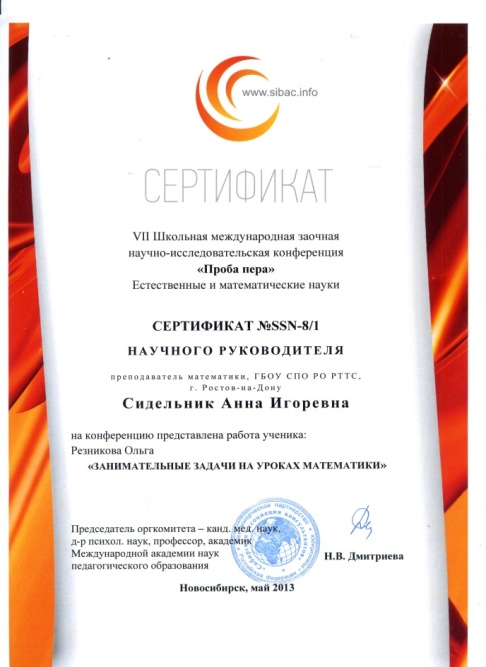 www.sibac.info
СЕРТИФИКАТ
VII Школьная международная заочная
научно-исследовательская конференция
«Проба пера»
Естественные и математические науки
СЕРТИФИКАТ №SSN-8/1
НАУЧНОГО РУКОВОДИТЕЛЯ
преподаватель математики, ГБОУ СПО РО РТТС,
г. Ростов-на-Дону
Сидельник Анна Игоревна
на конференцию представлена работа ученика:
Резникова Ольга
«ЗАНИМАТЕЛЬНЫЕ ЗАДАЧИ НА УРОКАХ МАТЕМАТИКИ»
Председатель оргкомитета – канд. мед. наук,
д-р психол. наук, профессор, академик
Международной академии наук
педагогического образования
Н.В. Дмитриева
Новосибирск, май 2013